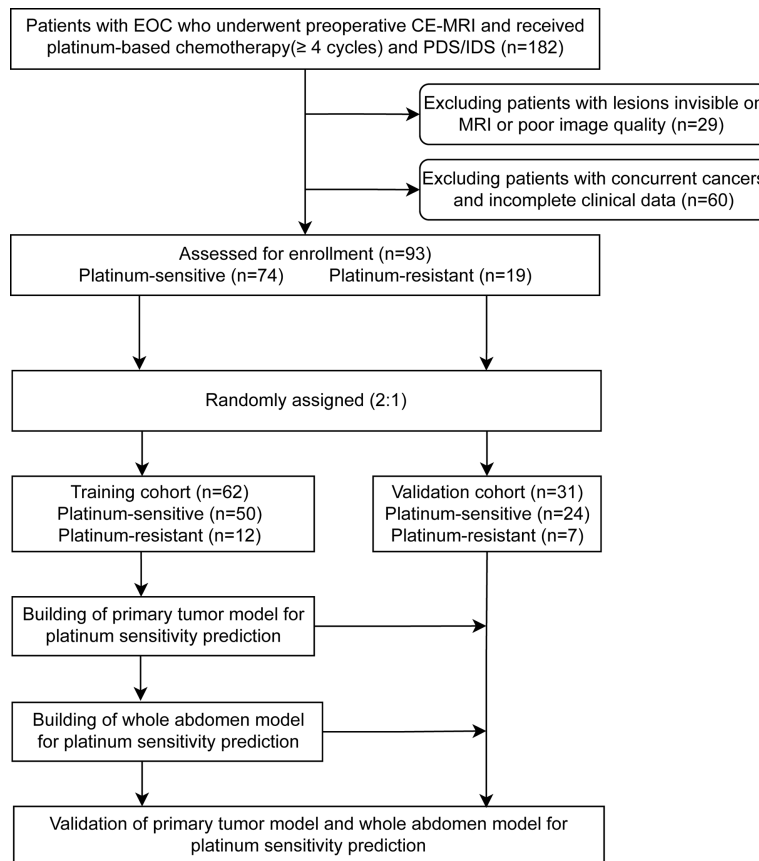 Patients with EOC who underwent preoperative CE-MRI and received
platinum-based chemotherapy(≥ 4 cycles) and PDS/IDS (n=182)
Excluding patients with lesions invisible on
MRI or poor image quality (n=29)
Excluding patients with concurrent cancers
and incomplete clinical data (n=60)
Assessed for enrollment (n=93)
Platinum-sensitive (n=74) Platinum-resistant (n=19)
Randomly assigned (2:1)
Training cohort (n=62)
Platinum-sensitive (n=50)
Platinum-resistant (n=12)
Validation cohort (n=31)
Platinum-sensitive (n=24)
Platinum-resistant (n=7)
Building of primary tumor model for
platinum sensitivity prediction
Building of whole abdomen model
for platinum sensitivity prediction
Validation of primary tumor model and whole abdomen model for
platinum sensitivity prediction